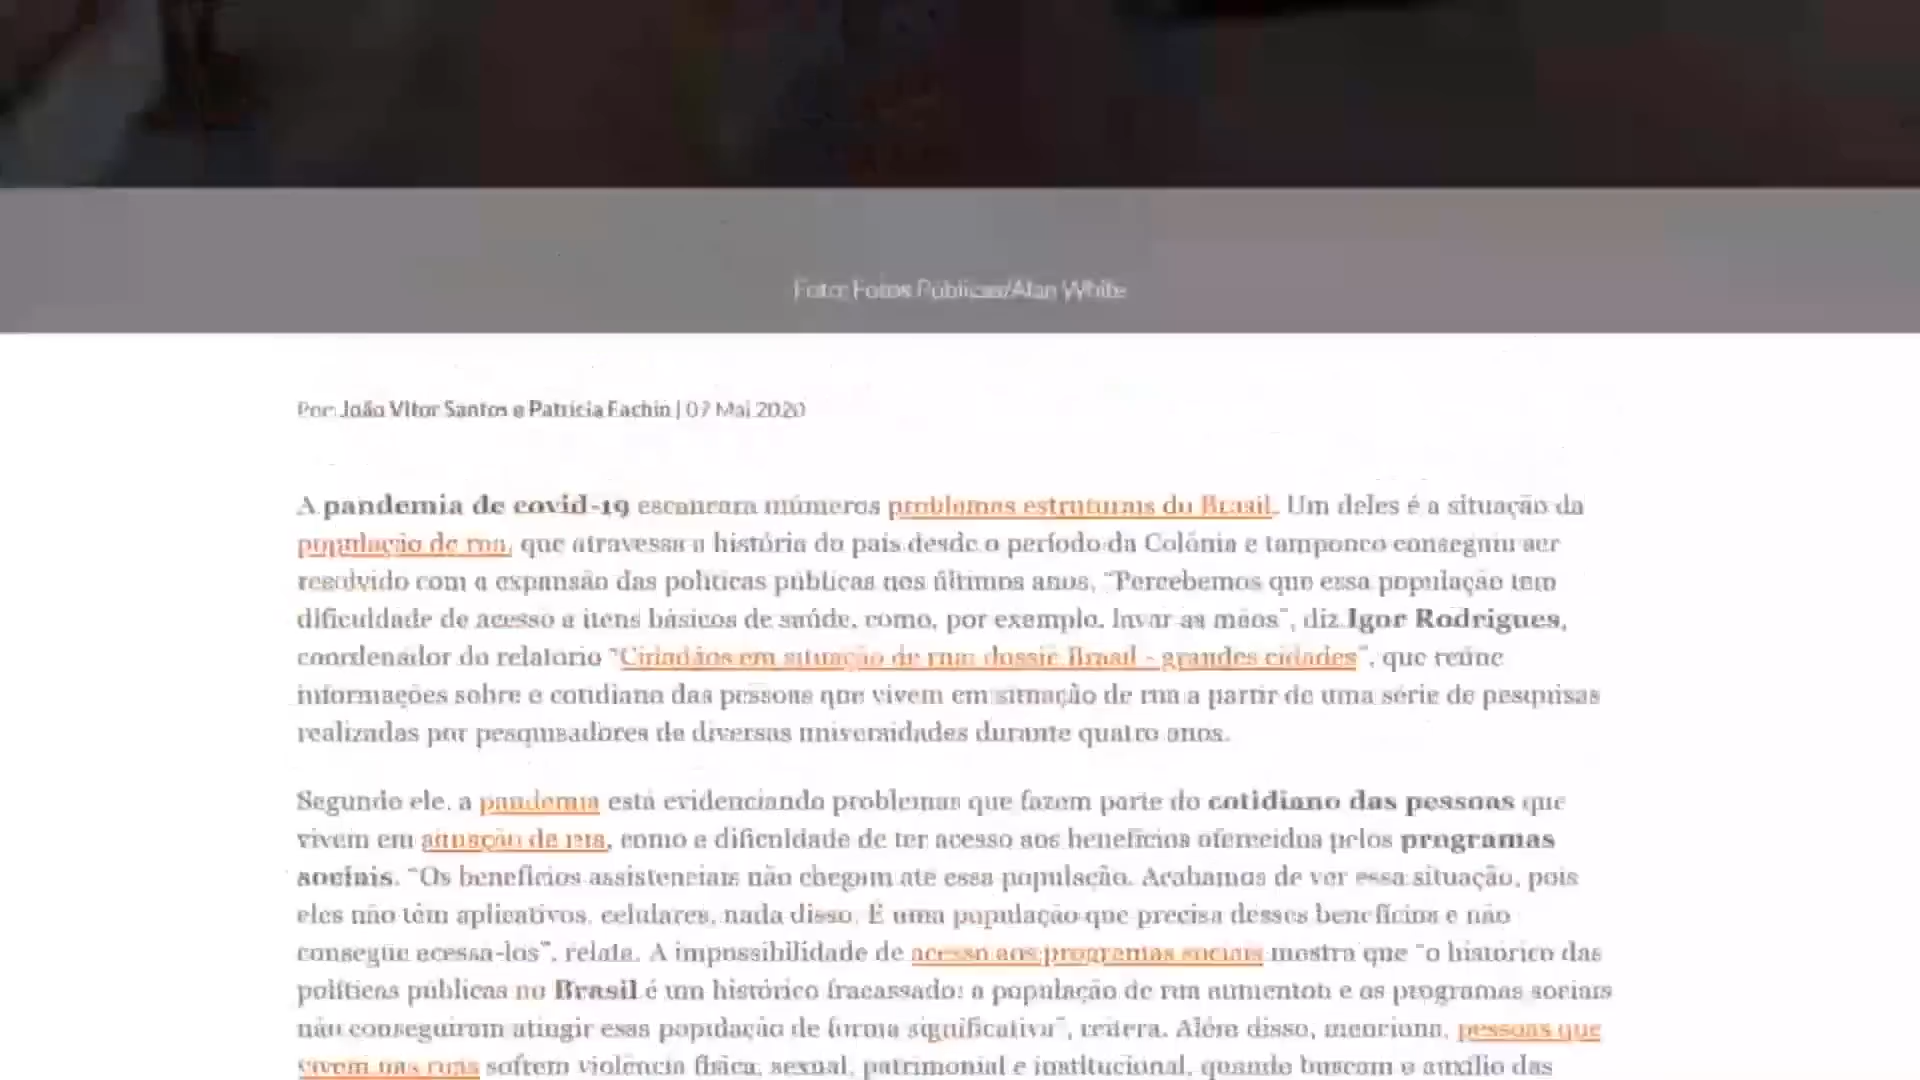 Foto: Fotos Públicas/Alan White
Por: João Vitor Santos e Patricia Fachin | 07 Mai 2020
A pandemia de covid-19 escancara inúmeros problemas estruturais do Brasil. Um deles é a situação da
população de rua, que atravessa a história do país desde o período da Colônia e tampouco conseguiu ser
resolvido com a expansão das políticas públicas nos últimos anos. “Percebemos que essa população tem
dificuldade de acesso a itens básicos de saúde, como, por exemplo, lavar as mãos”, diz Igor Rodrigues,
coordenador do relatório “Cidadãos em situação de rua: dossiê Brasil - grandes cidades”, que reúne
informações sobre o cotidiano das pessoas que vivem em situação de rua a partir de uma série de pesquisas
realizadas por pesquisadores de diversas universidades durante quatro anos.
Segundo ele, a pandemia está evidenciando problemas que fazem parte do cotidiano das pessoas que
vivem em situação de rua, como a dificuldade de ter acesso aos benefícios oferecidos pelos programas
sociais. “Os benefícios assistenciais não chegam até essa população. Acabamos de ver essa situação, pois
eles não têm aplicativos, celulares, nada disso. É uma população que precisa desses benefícios e não
consegue acessá-los”, relata. A impossibilidade de acesso aos programas sociais mostra que “o histórico das
políticas públicas no Brasil é um histórico fracassado: a população de rua aumentou e os programas sociais
não conseguiram atingir essas população de forma significativa”, reitera. Além disso, menciona, pessoas que
vivem nas ruas sofrem violência física, sexual, patrimonial e institucional, quando buscam o auxílio das